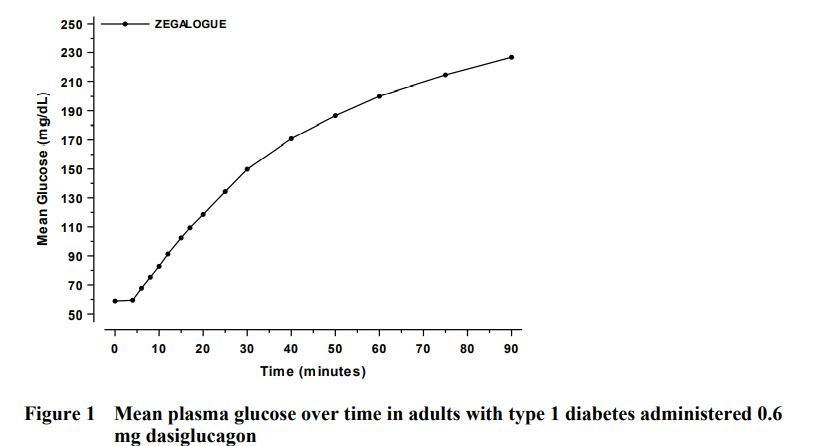 ZEGALOGUE
250
230
210
190
170
150
130
110
90
70
50
Mean Glucose (mg/dL)
0 10 20 30 40 50 60 70 80 90
Time (minutes)
Figure 1 Mean plasma glucose over time in adults with type 1 diabetes administered 0.6
mg dasiglucagon